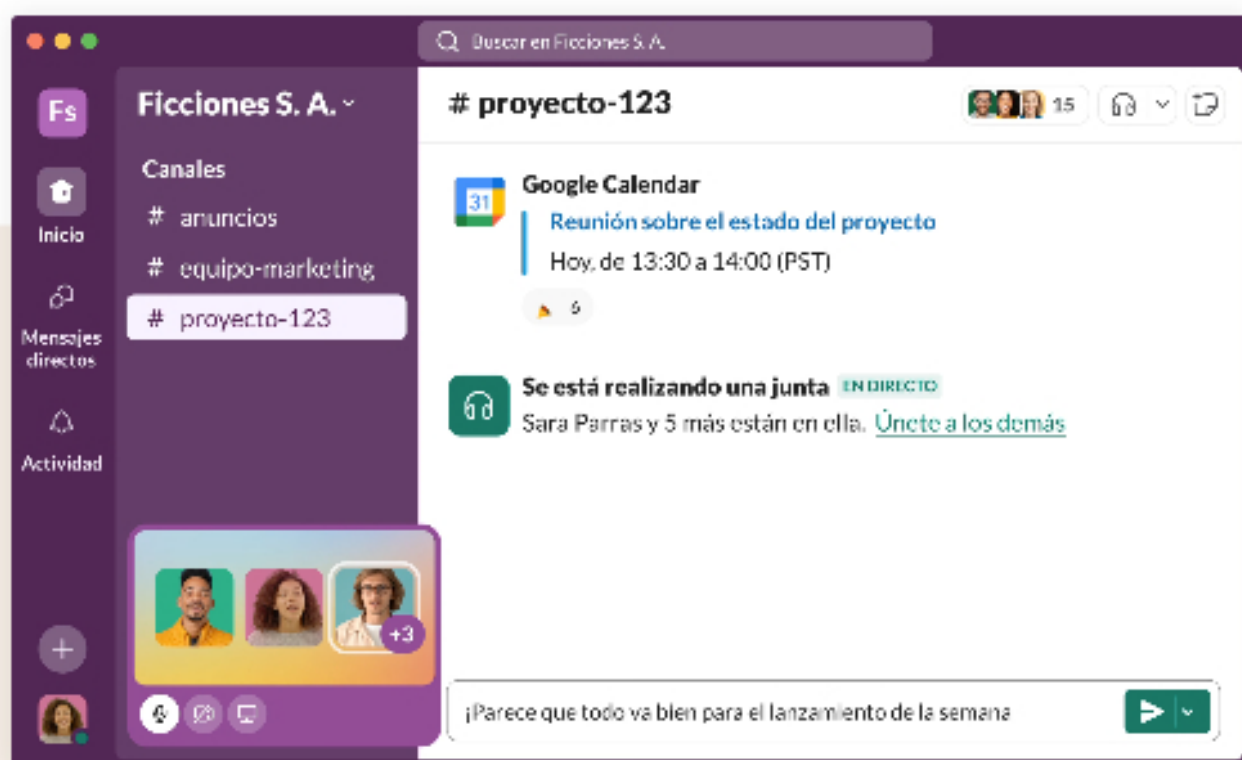 Buscar en Ficciones S. A.
Fs
Ficciones S. A.
# proyecto-123
15
Inicio
Mensajes
directos
Actividad
Canales
# anuncios
# equipo-marketing
# proyecto-123
31
Google Calendar
Reunión sobre el estado del proyecto
Hoy, de 13:30 a 14:00 (PST)
6
Se está realizando una junta EN DIRECTO
Sara Parras y 5 más están en ella. Únete a los demás
+3
¡Parece que todo va bien para el lanzamiento de la semana